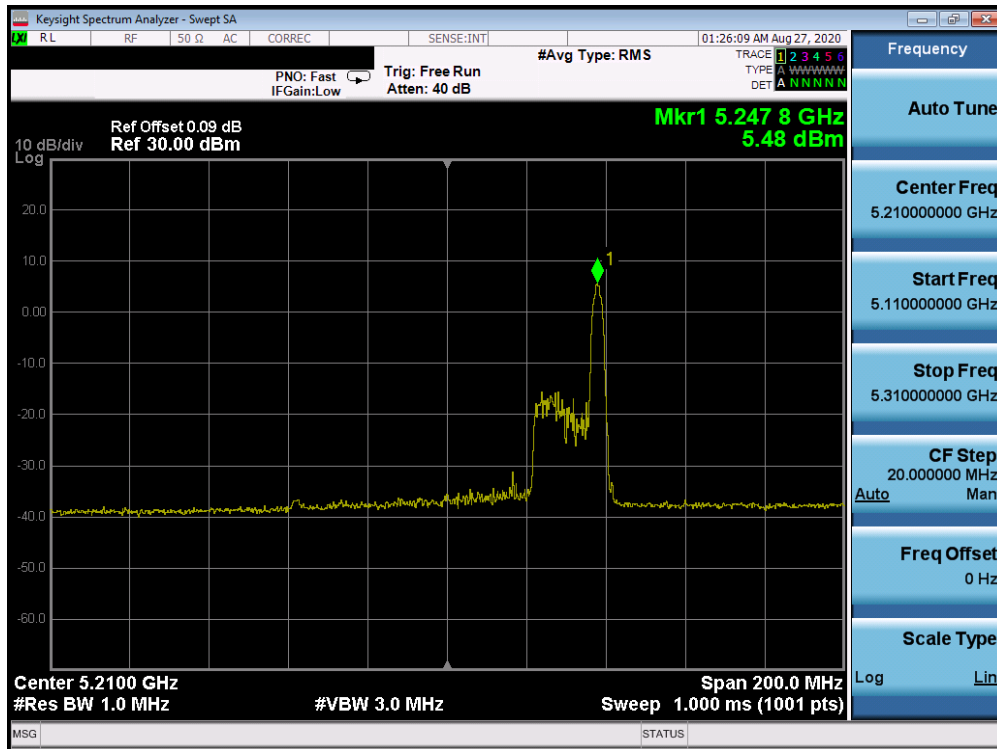 Keysight Spectrum Analyzer - Swept SA
LXI RL RF 50 Ω AC CORREC SENSE:INT 01:26:09 AM Aug 27, 2020
PNO: Fast
IFGain:Low
Trig: Free Run
Atten: 40 dB
#Avg Type: RMS
TRACE 1 2 3 4 5 6
TYPE A WWWWW
DET A N N N N N
Mkr1 5.247 8 GHz
5.48 dBm
Ref Offset 0.09 dB
10 dB/div Ref 30.00 dBm
Log
20.0
10.0
0.00
-10.0
-20.0
-30.0
-40.0
-50.0
-60.0
1
Center 5.2100 GHz Span 200.0 MHz
#Res BW 1.0 MHz #VBW 3.0 MHz Sweep 1.000 ms (1001 pts)
MSG STATUS
Frequency
Auto Tune
Center Freq
5.210000000 GHz
Start Freq
5.110000000 GHz
Stop Freq
5.310000000 GHz
CF Step
20.000000 MHz
Auto Man
Freq Offset
0 Hz
Scale Type
Log Lin